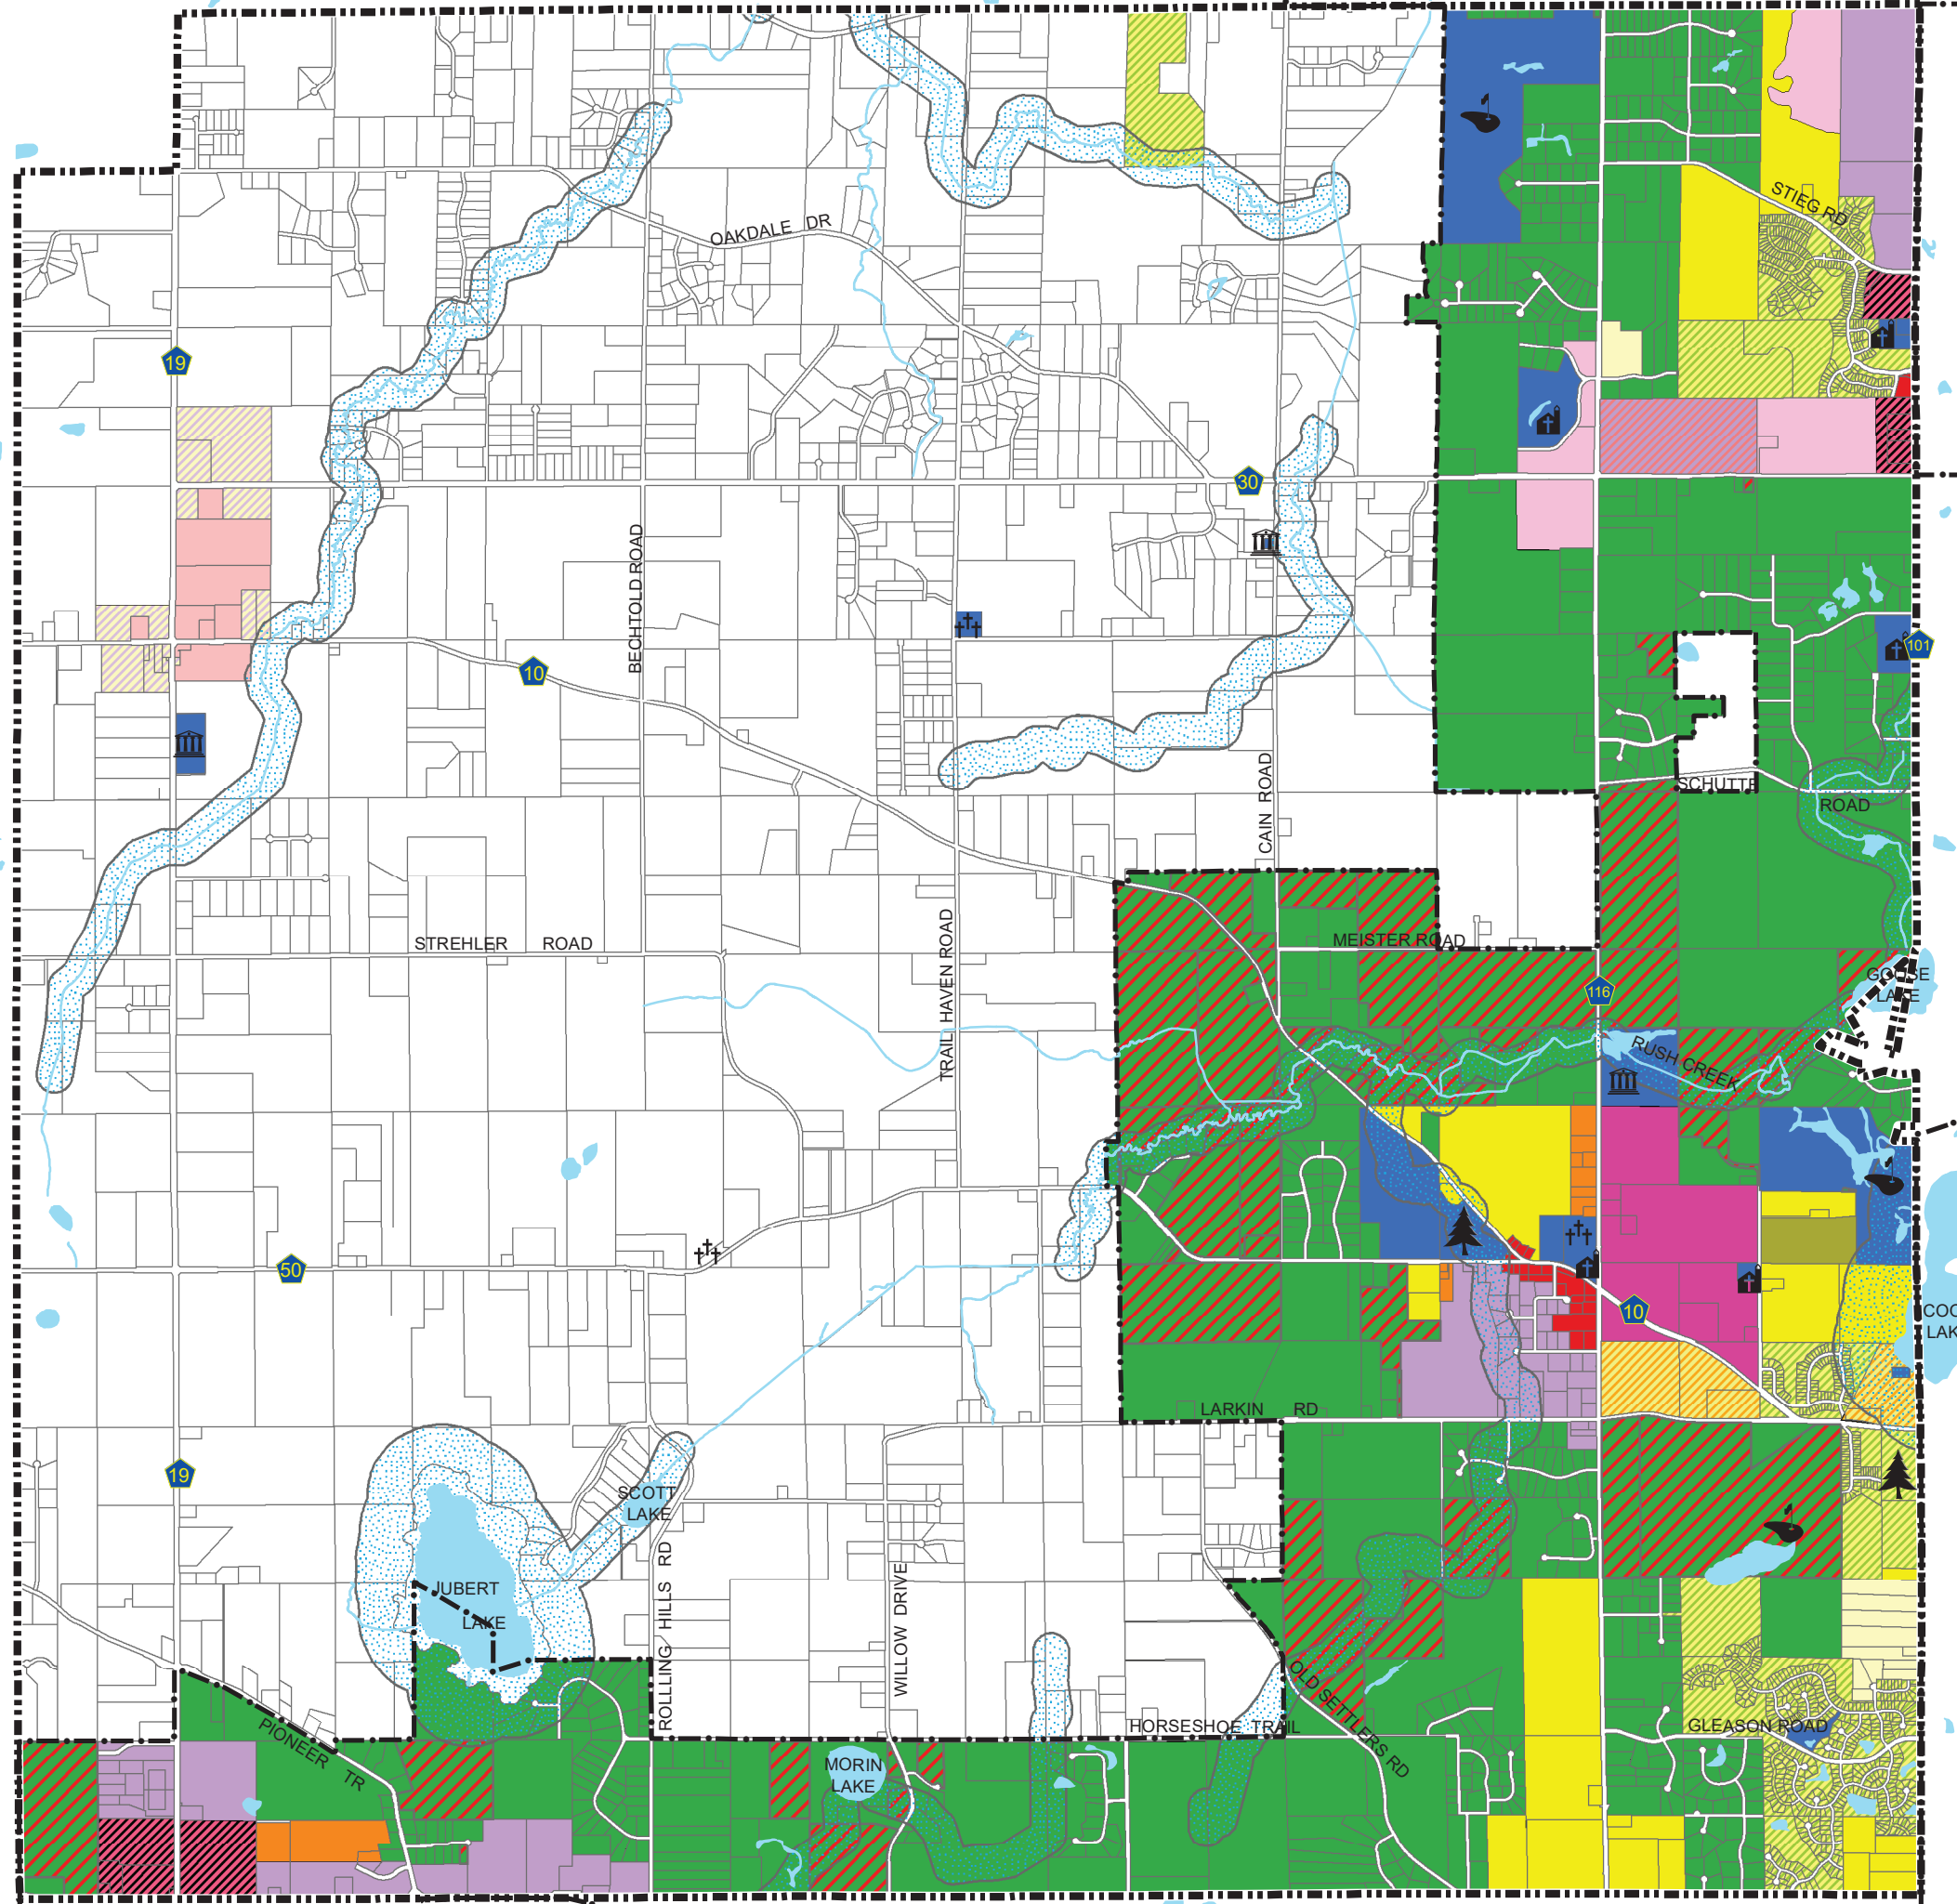 STIEG RD
OAKDALE DR
19
30
BECHTOLD ROAD
10
101
SCHUTTE
ROAD
CAIN ROAD
STREHLER ROAD
TRAIL HAVEN ROAD
MEISTER ROAD
GOOSE
LAKE
116
RUSH CREEK
50
10
LARKIN RD
19
SCOTT
LAKE
JUBERT
LAKE
ROLLING HILLS RD
WILLOW DRIVE
OLD SETTLERS RD
HORSESHOE TRAIL
GLEASON ROAD
PIONEER TR
MORIN
LAKE